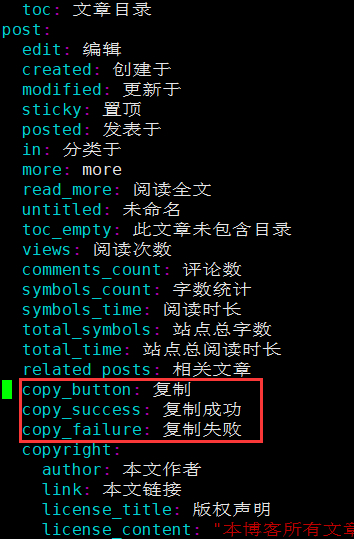 toc: 文章目录
post:
edit: 编辑
created: 创建于
modified: 更新于
sticky: 置顶
posted: 发表于
in: 分类于
more: more
read_more: 阅读全文
untitled: 未命名
toc_empty: 此文章未包含目录
views: 阅读次数
comments_count: 评论数
symbols_count: 字数统计
symbols_time: 阅读时长
total_symbols: 站点总字数
total_time: 站点总阅读时长
related_posts: 相关文章
copy_button: 复制
copy_success: 复制成功
copy_failure: 复制失败
copyright:
author: 本文作者
link: 本文链接
license_title: 版权声明
license_content: "本博客所有文章